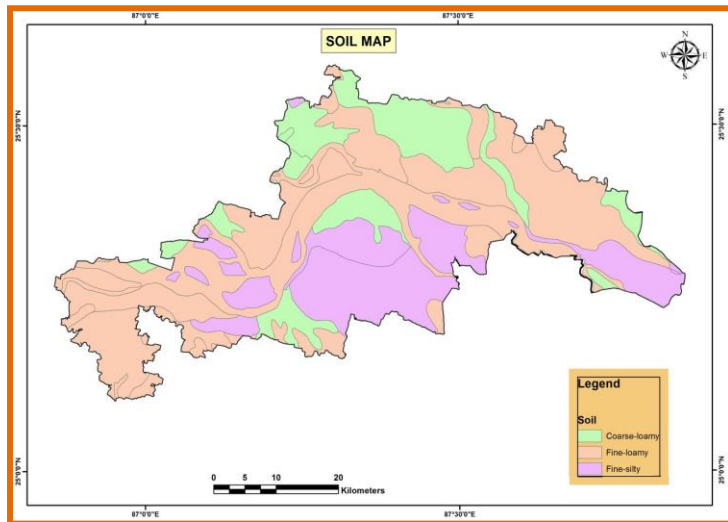 87°0'0"E
87°30'0"E
SOIL MAP
N
W
E
S
25°30'0"N
25°30'0"N
Legend
Soil
Coarse-loamy
Fine-loamy
Fine-silty
25°0'0"N
25°0'0"N
0
5
10
20
Kilometers
87°0'0"E
87°30'0"E